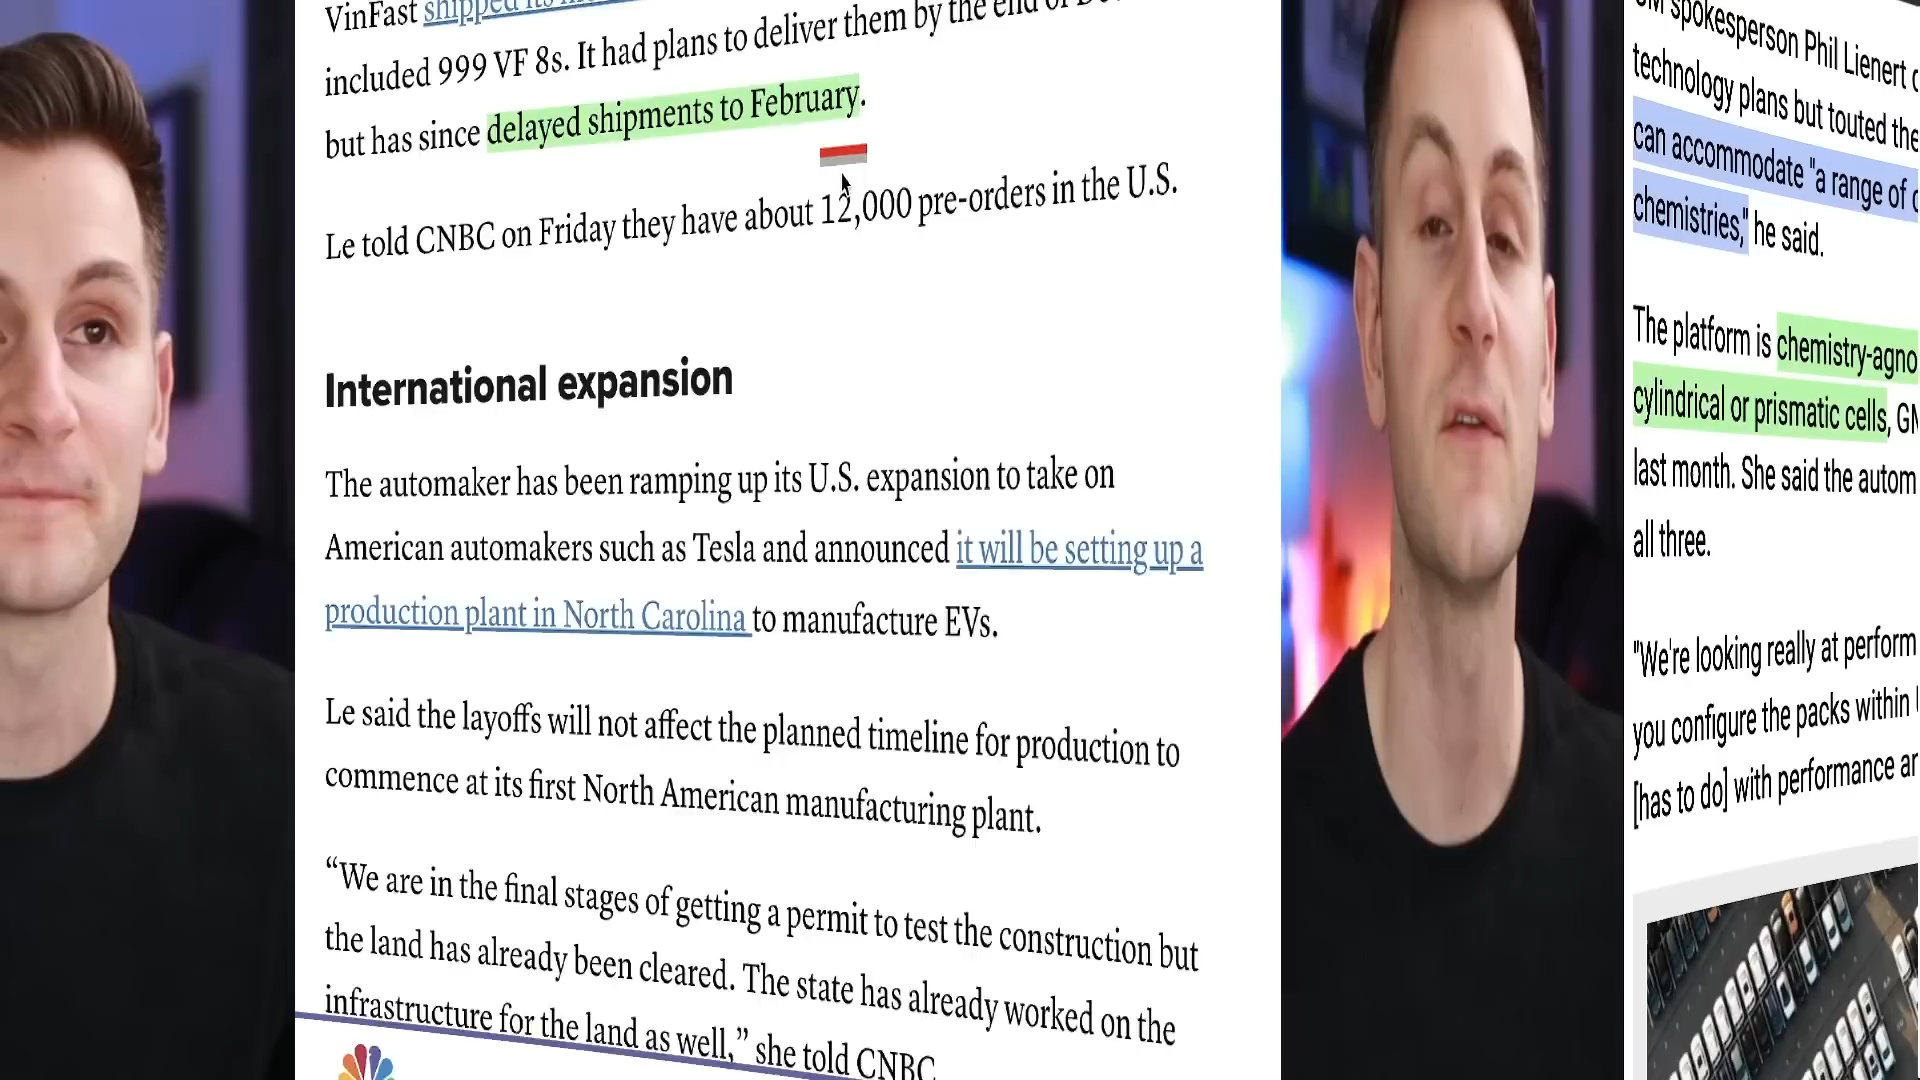 VinFast shipped its
included 999 VF 8s. It had plans to deliver them by the end of
but has since delayed shipments to February.
Le told CNBC on Friday they have about 12,000 pre-orders in the U.S.
International expansion
The automaker has been ramping up its U.S. expansion to take on
American automakers such as Tesla and announced it will be setting up a
production plant in North Carolina to manufacture EVs.
Le said the layoffs will not affect the planned timeline for production to
commence at its first North American manufacturing plant.
“We are in the final stages of getting a permit to test the construction but
the land has already been cleared. The state has already worked on the
infrastructure for the land as well,” she told CNBC
spokesperson Phil Lienert
technology plans but touted the
can accommodate "a range of
chemistries," he said.
The platform is chemistry-agno
cylindrical or prismatic cells, GM
last month. She said the autom
all three.
"We're looking really at perform
you configure the packs within
[has to do] with performance an